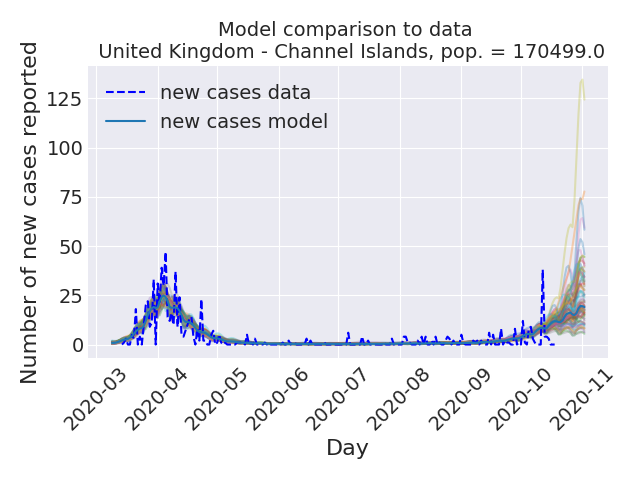 Model comparison to data
United Kingdom - Channel Islands, pop. = 170499.0
Number of new cases reported
125
100
75
50
25
0
new cases data
new cases model
2020-03
2020-04
2020-05
2020-06
2020-07
2020-08
2020-09
2020-10
2020-11
Day